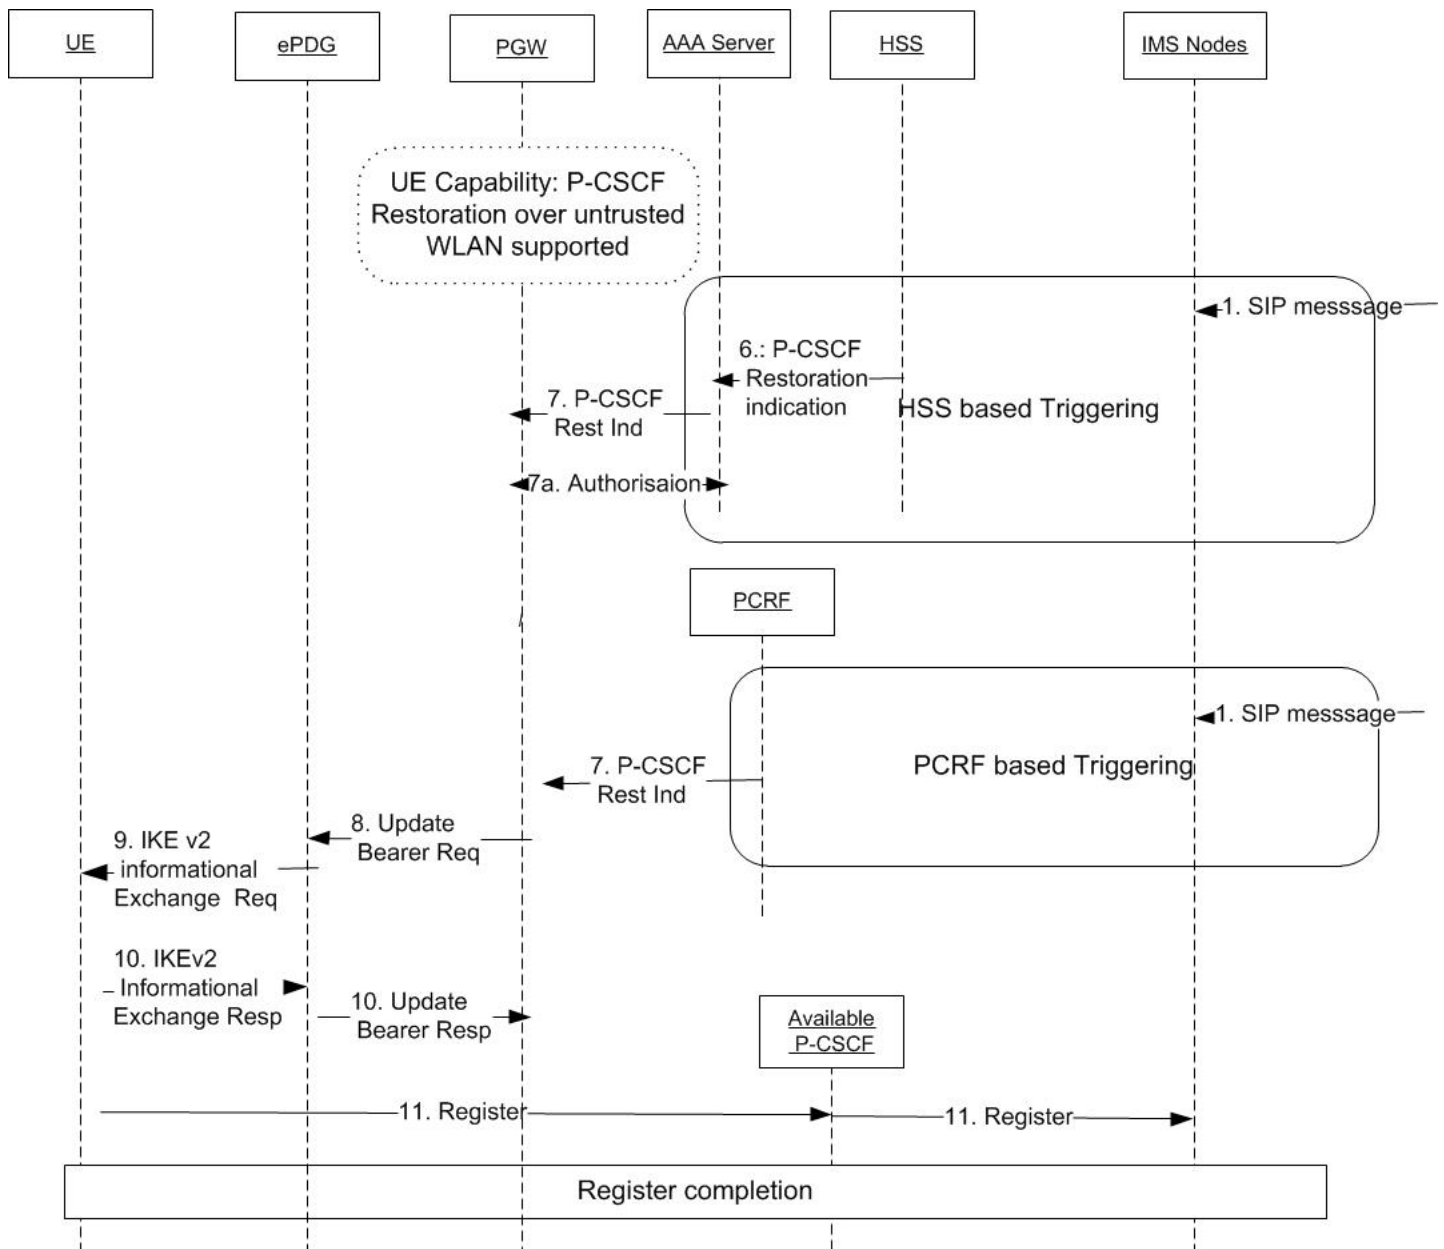 UE
ePDG
PGW
AAA Server
HSS
IMS Nodes
UE Capability: P-CSCF
Restoration over untrusted
WLAN supported
1. SIP messsage
6.: P-CSCF
Restoration
indication
7. P-CSCF
Rest Ind
HSS based Triggering
7a. Authorisaion
PCRF
1. SIP messsage
PCRF based Triggering
7. P-CSCF
Rest Ind
8. Update
Bearer Req
9. IKE v2
informational
Exchange Req
10. IKEv2
Informational
Exchange Resp
10. Update
Bearer Resp
Available
P-CSCF
11. Register
11. Register
Register completion